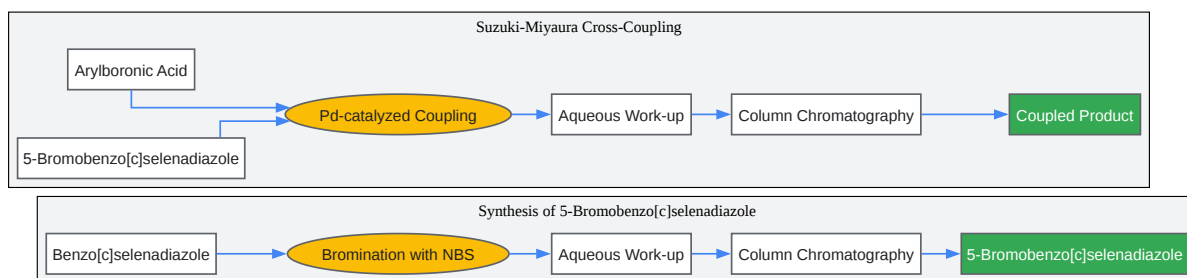 Suzuki-Miyaura Cross-Coupling
Arylboronic Acid
Pd-catalyzed Coupling
Aqueous Work-up
Column Chromatography
Coupled Product
5-Bromobenzo[c]selenadiazole
Synthesis of 5-Bromobenzo[c]selenadiazole
Benzo[c]selenadiazole
Bromination with NBS
Aqueous Work-up
Column Chromatography
5-Bromobenzo[c]selenadiazole